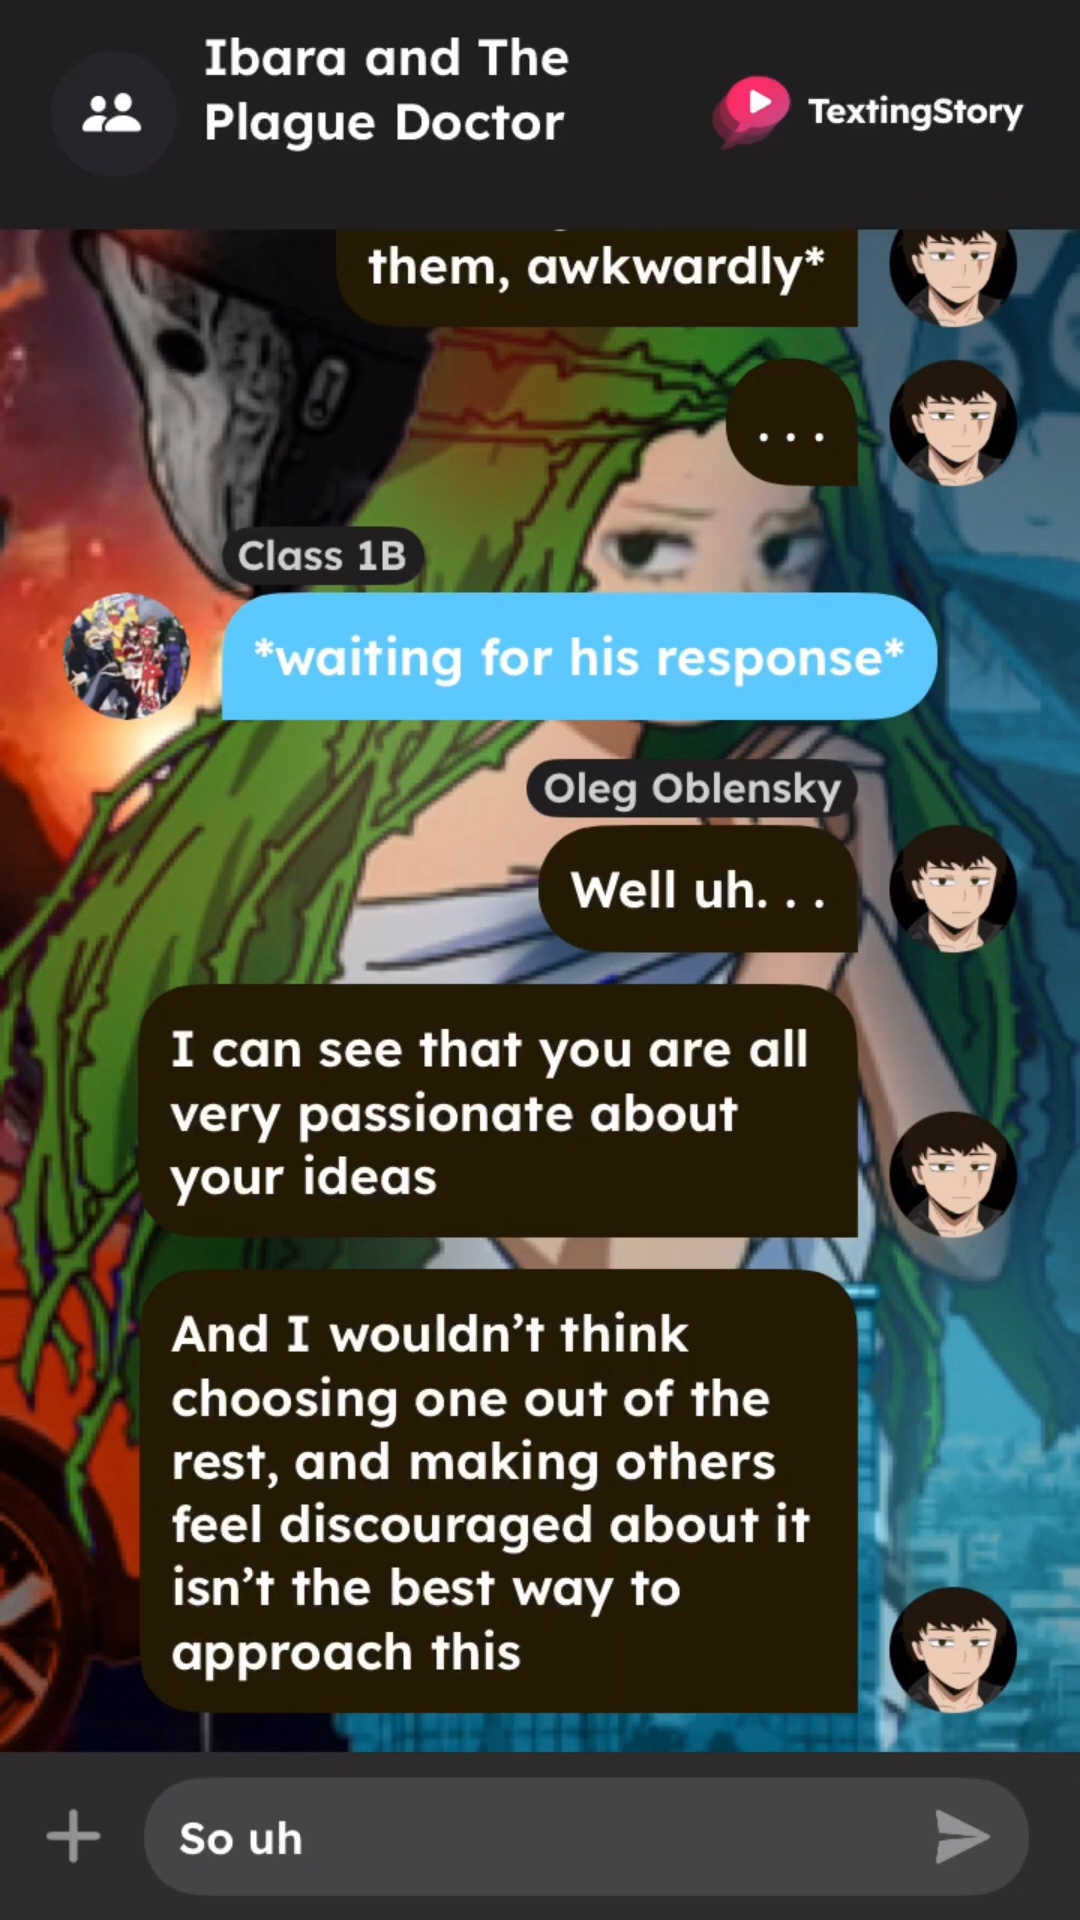 Ibara and The
Plague Doctor
TextingStory
them, awkwardly*
...
Class 1B
*waiting for his response*
Oleg Oblensky
Well uh. . .
I can see that you are all
very passionate about
your ideas
And I wouldn’t think
choosing one out of the
rest, and making others
feel discouraged about it
isn’t the best way to
approach this
So uh